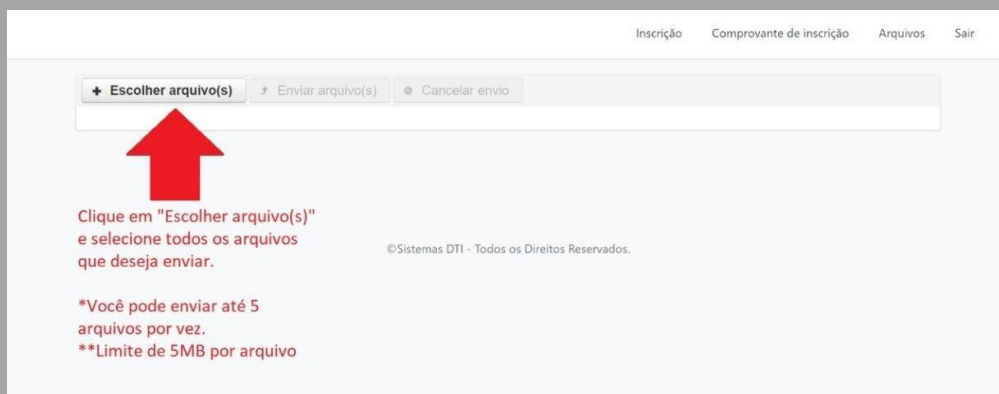 Inscrição Comprovante de inscrição Arquivos Sair
Escolher arquivo(s) Enviar arquivo(s) Cancelar envio
Clique em "Escolher arquivo(s)"
e selecione todos os arquivos
que deseja enviar.
©Sistemas DTI - Todos os Direitos Reservados.
*Você pode enviar até 5
arquivos por vez.
**Limite de 5MB por arquivo